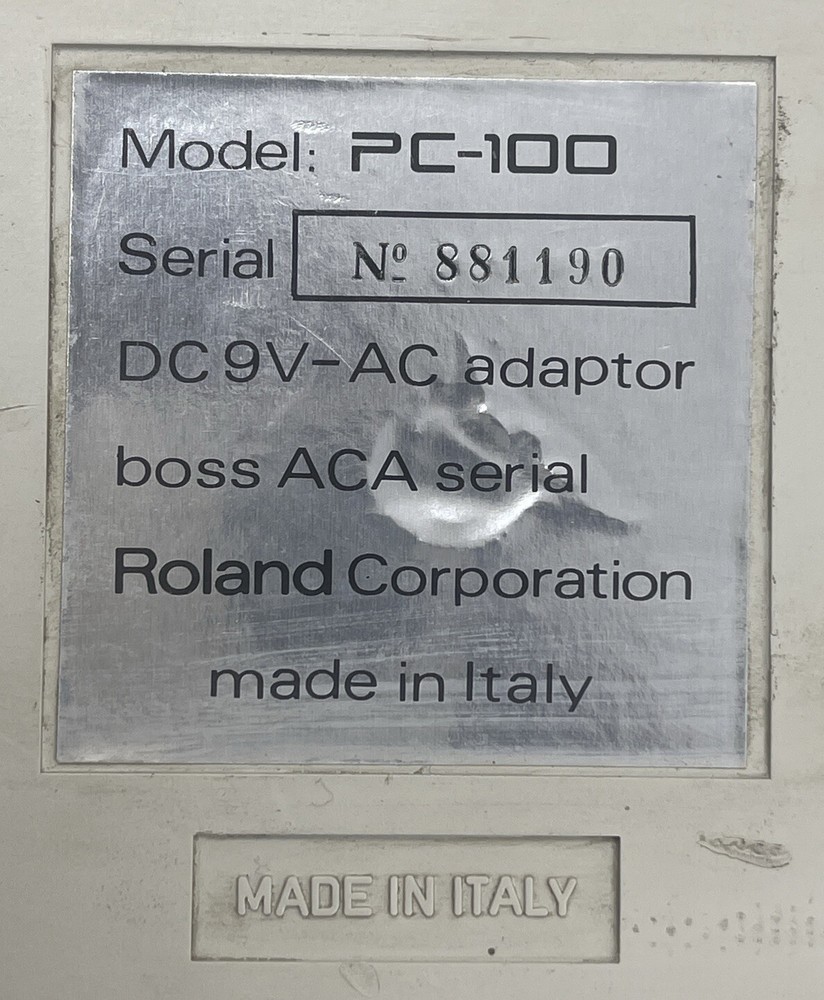 Model: PC-100
Serial Nº 881190
DC 9V-AC adaptor
boss ACA serial
Roland Corporation
made in Italy
MADE IN ITALY